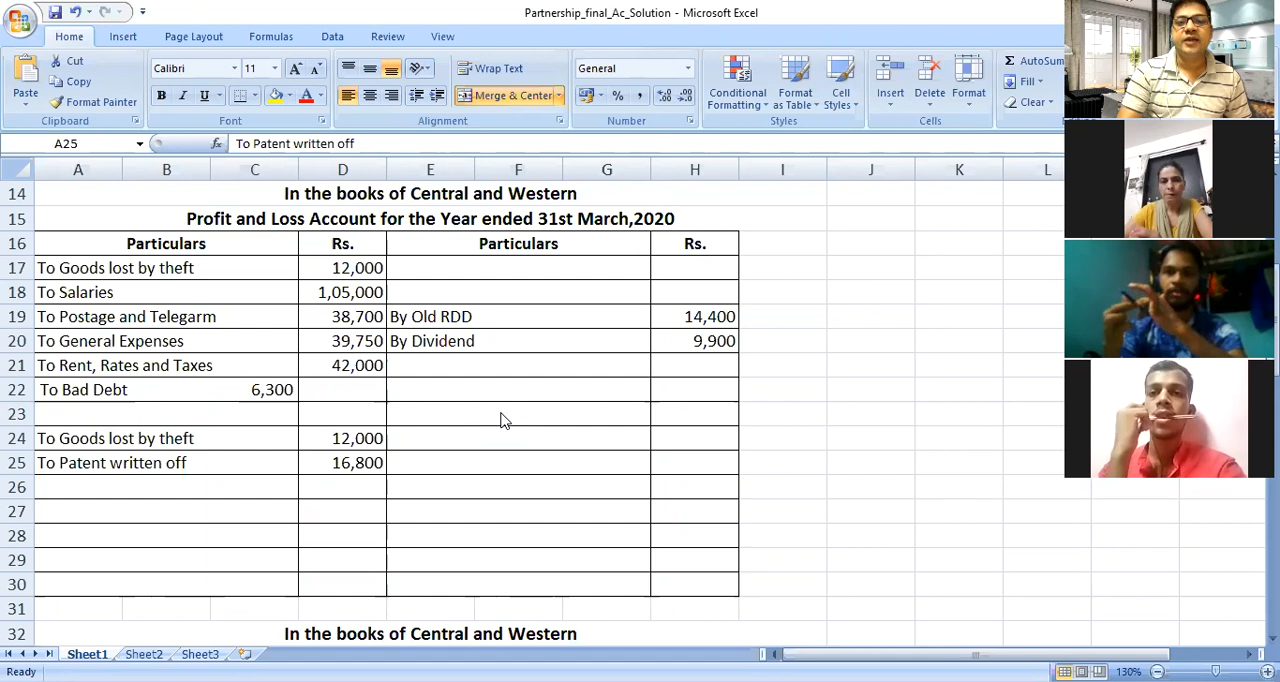 Partnership_final_Ac_Solution - Microsoft Excel
Home Insert Page Layout Formulas Data Review View
Paste Cut Copy Format Painter Clipboard
Calibri 11 A A B I U A Font
Wrap Text Merge & Center Alignment
General % , .0 .00 .00 .0 Number
Conditional Formatting Format as Table Cell Styles Styles
Insert Delete Format Cells
Σ AutoSum Fill Clear
A25 fx To Patent written off
A B C D E F G H I J K L
14 In the books of Central and Western
15 Profit and Loss Account for the Year ended 31st March,2020
16 Particulars Rs. Particulars Rs.
17 To Goods lost by theft 12,000
18 To Salaries 1,05,000
19 To Postage and Telegarm 38,700 By Old RDD 14,400
20 To General Expenses 39,750 By Dividend 9,900
21 To Rent, Rates and Taxes 42,000
22 To Bad Debt 6,300
23
24 To Goods lost by theft 12,000
25 To Patent written off 16,800
26
27
28
29
30
31
32 In the books of Central and Western
Sheet1 Sheet2 Sheet3
Ready 130%